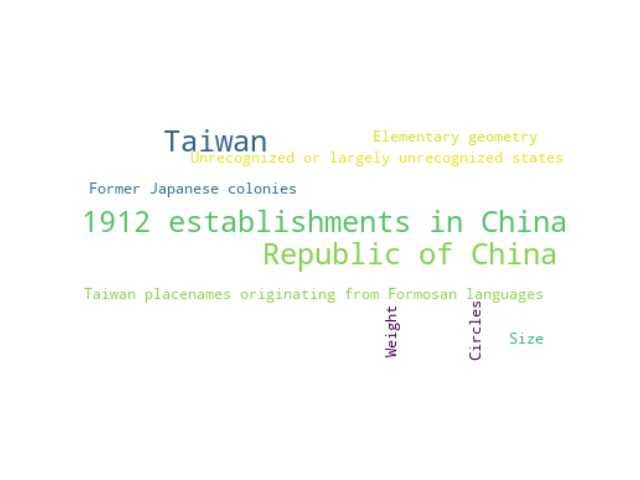 Taiwan
Elementary geometry
Unrecognized or largely unrecognized states
Former Japanese colonies
1912 establishments in China
Republic of China
Taiwan placenames originating from Formosan languages
Weight
Circles
Size